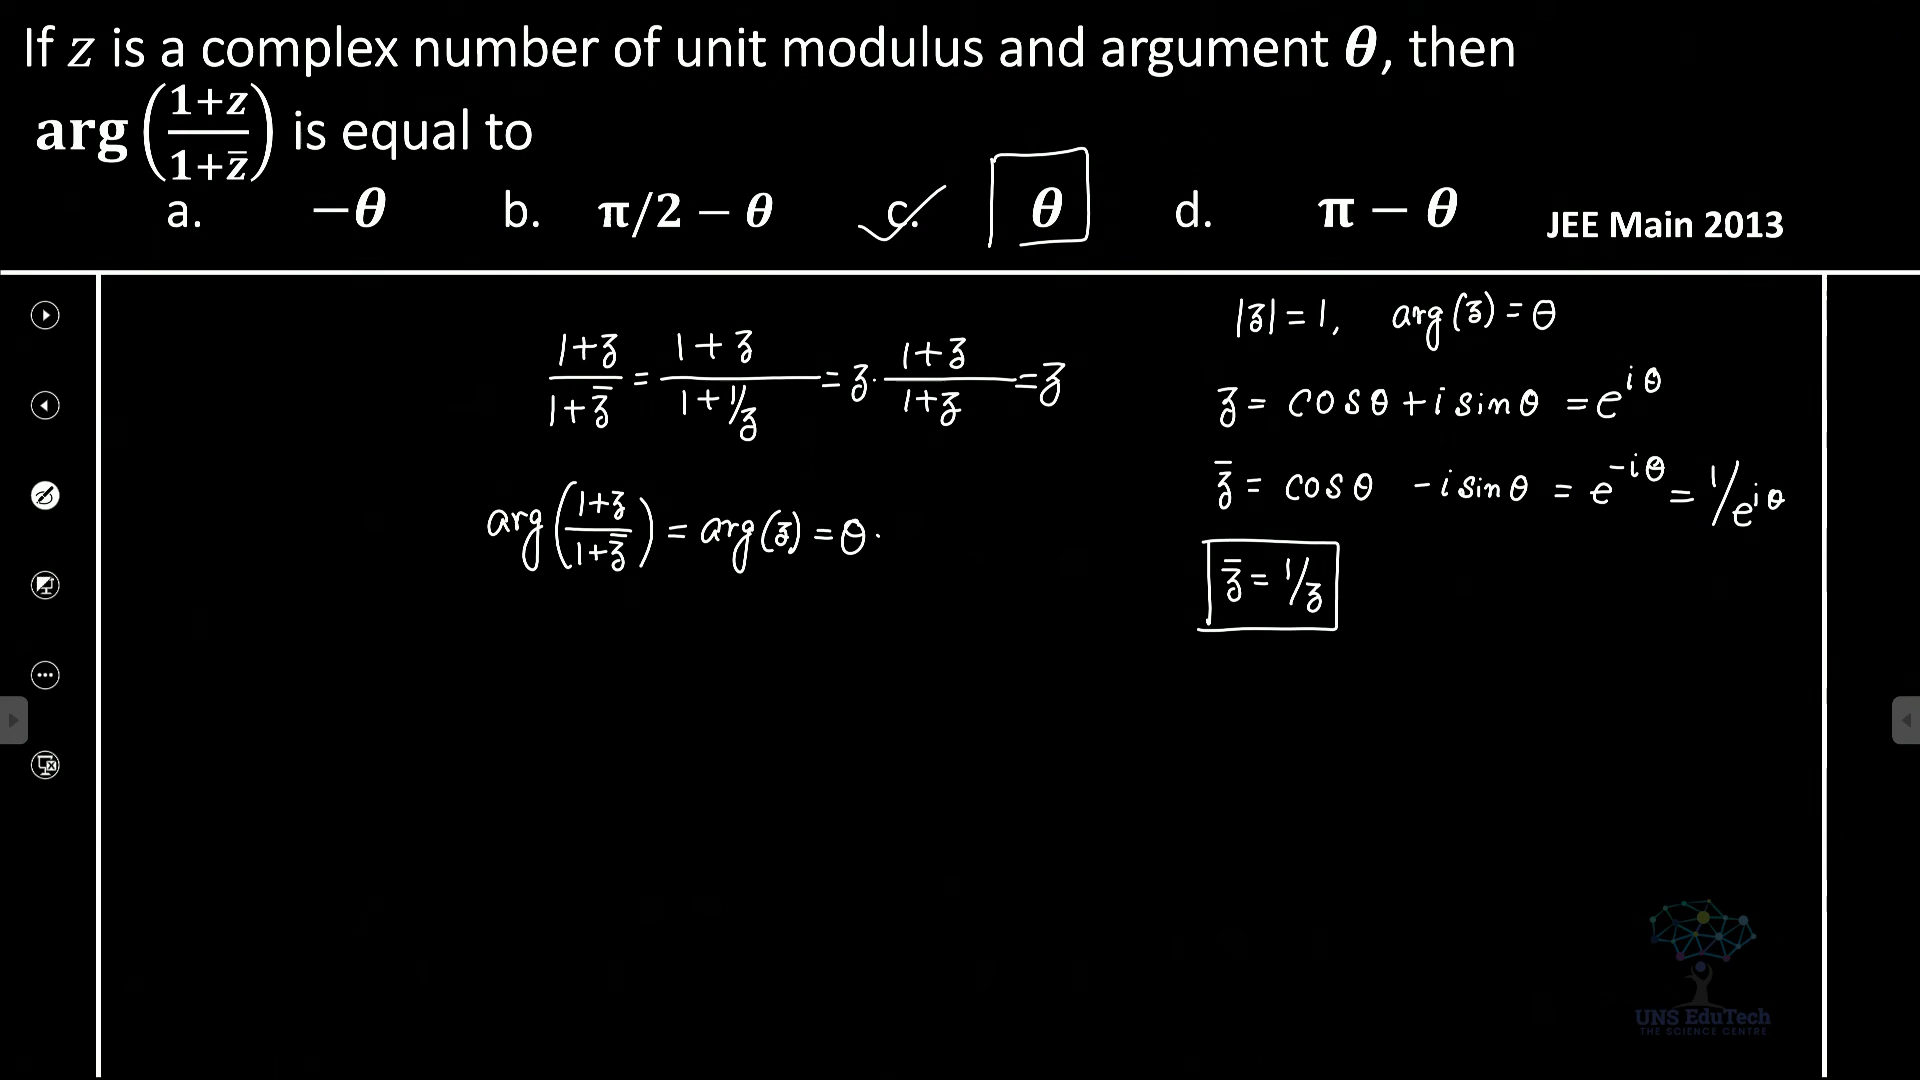 If z is a complex number of unit modulus and argument θ, then
arg((1+z)/(1+z̅)) is equal to
a. −θ b. π/2 − θ c. θ d. π − θ JEE Main 2013
|z| = 1, arg(z) = θ
(1+z)/(1+z̅) = (1+z)/(1+1/z) = z·(1+z)/(1+z) = z
z = cosθ + i sinθ = e^{iθ}
z̅ = cosθ − i sinθ = e^{−iθ} = 1/e^{iθ}
arg((1+z)/(1+z̅)) = arg(z) = θ.
z̅ = 1/z
UNS EduTech
THE SCIENCE CENTRE